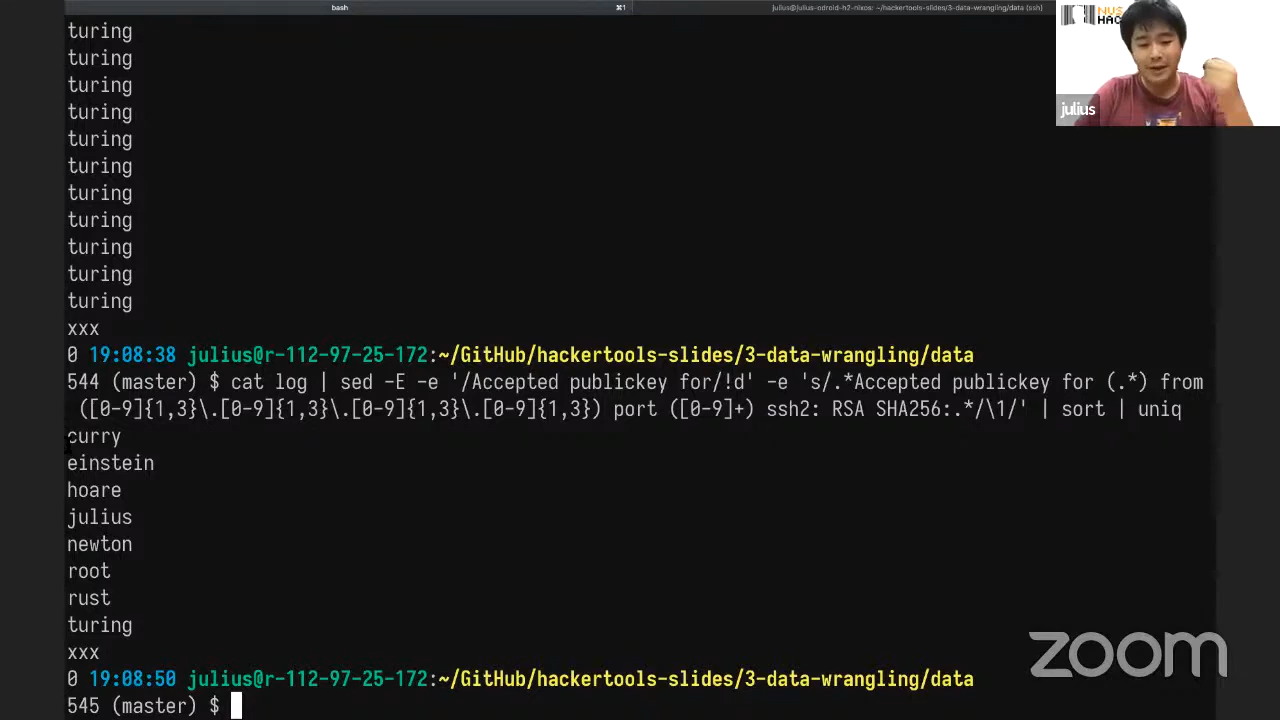 bash
⌘1
julius@julius-odroid-h2-nixos: ~/hackertools-slides/3-data-wrangling/data (ssh)
NUS
HAC
julius
turing
turing
turing
turing
turing
turing
turing
turing
turing
turing
turing
xxx
0 19:08:38 julius@r-112-97-25-172:~/GitHub/hackertools-slides/3-data-wrangling/data
544 (master) $ cat log | sed -E -e '/Accepted publickey for/!d' -e 's/.*Accepted publickey for (.*) from
([0-9]{1,3}\.[0-9]{1,3}\.[0-9]{1,3}\.[0-9]{1,3}) port ([0-9]+) ssh2: RSA SHA256:.*/\1/' | sort | uniq
curry
einstein
hoare
julius
newton
root
rust
turing
xxx
0 19:08:50 julius@r-112-97-25-172:~/GitHub/hackertools-slides/3-data-wrangling/data
545 (master) $
zoom